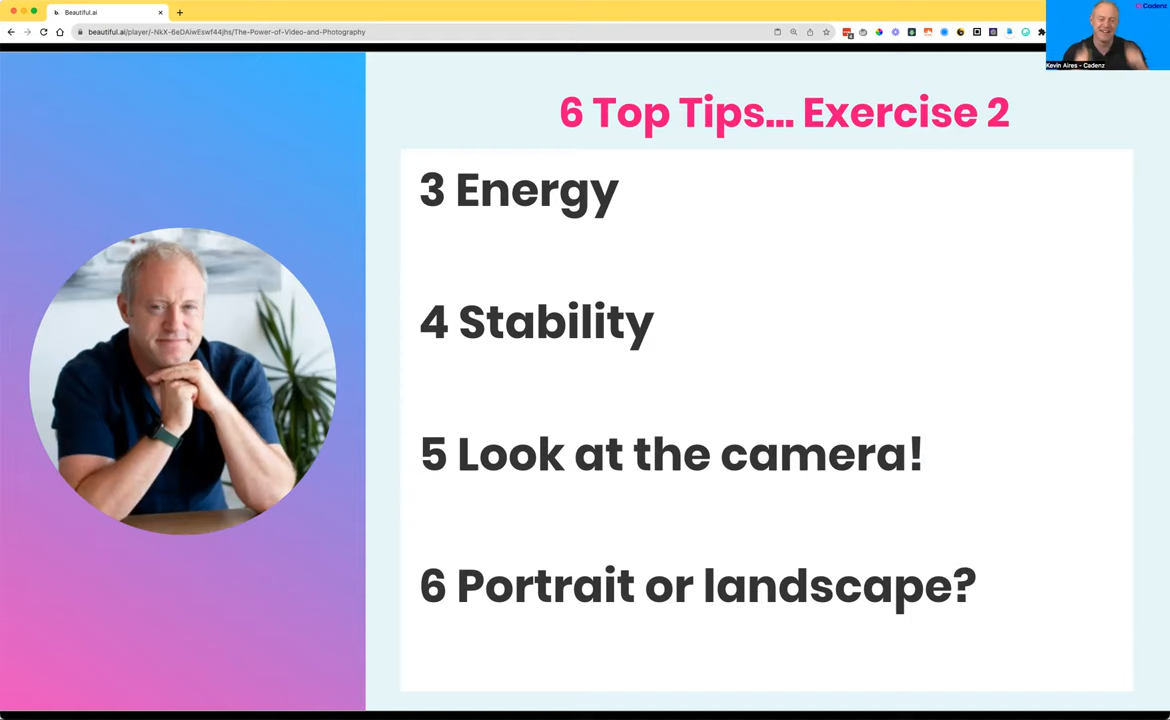 Beautiful.ai
beautiful.ai/player/-NkX-6eDAiwEswf44jhs/The-Power-of-Video-and-Photography
Cadenz
Kevin Aires - Cadenz
6 Top Tips... Exercise 2
3 Energy
4 Stability
5 Look at the camera!
6 Portrait or landscape?